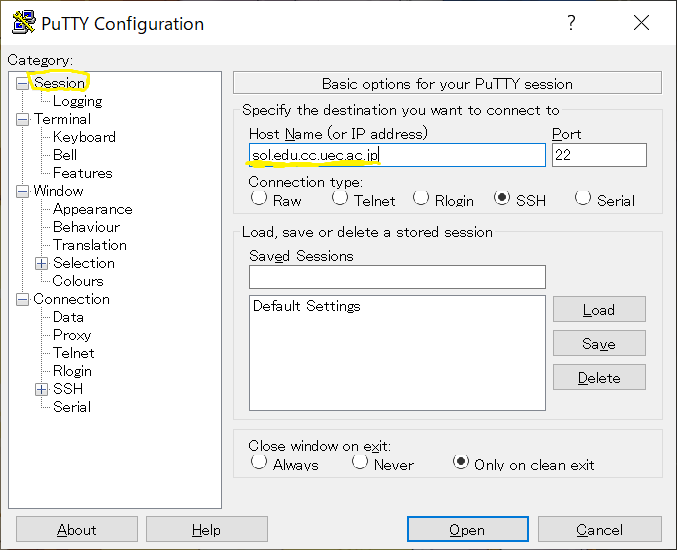 PuTTY Configuration
Category:
Session
Logging
Terminal
Keyboard
Bell
Features
Window
Appearance
Behaviour
Translation
Selection
Colours
Connection
Data
Proxy
Telnet
Rlogin
SSH
Serial
Basic options for your PuTTY session
Specify the destination you want to connect to
Host Name (or IP address) Port
sol.edu.cc.uec.ac.jp 22
Connection type:
Raw Telnet Rlogin SSH Serial
Load, save or delete a stored session
Saved Sessions
Default Settings
Load
Save
Delete
Close window on exit:
Always Never Only on clean exit
About Help Open Cancel